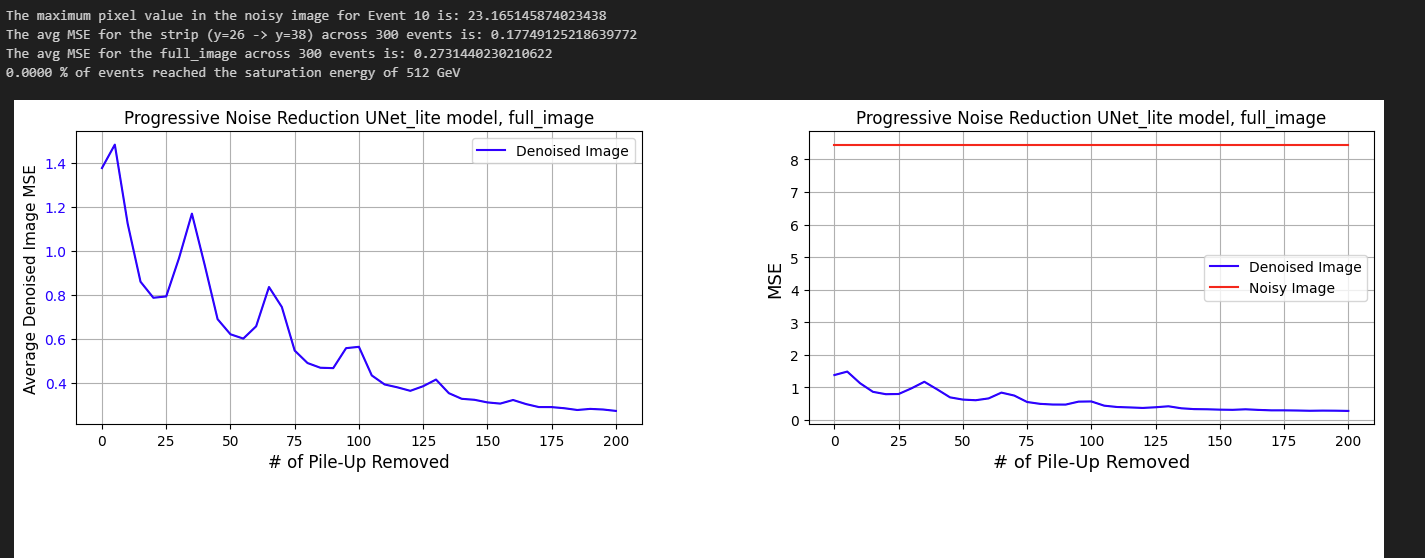 The maximum pixel value in the noisy image for Event 10 is: 23.165145874023438
The avg MSE for the strip (y=26 -> y=38) across 300 events is: 0.17749125218639772
The avg MSE for the full_image across 300 events is: 0.2731440230210622
0.0000 % of events reached the saturation energy of 512 GeV
Progressive Noise Reduction UNet_lite model, full_image
Denoised Image
Average Denoised Image MSE
1.4
1.2
1.0
0.8
0.6
0.4
0 25 50 75 100 125 150 175 200
# of Pile-Up Removed
Progressive Noise Reduction UNet_lite model, full_image
MSE
8
7
6
5
4
3
2
1
0
Denoised Image
Noisy Image
0 25 50 75 100 125 150 175 200
# of Pile-Up Removed